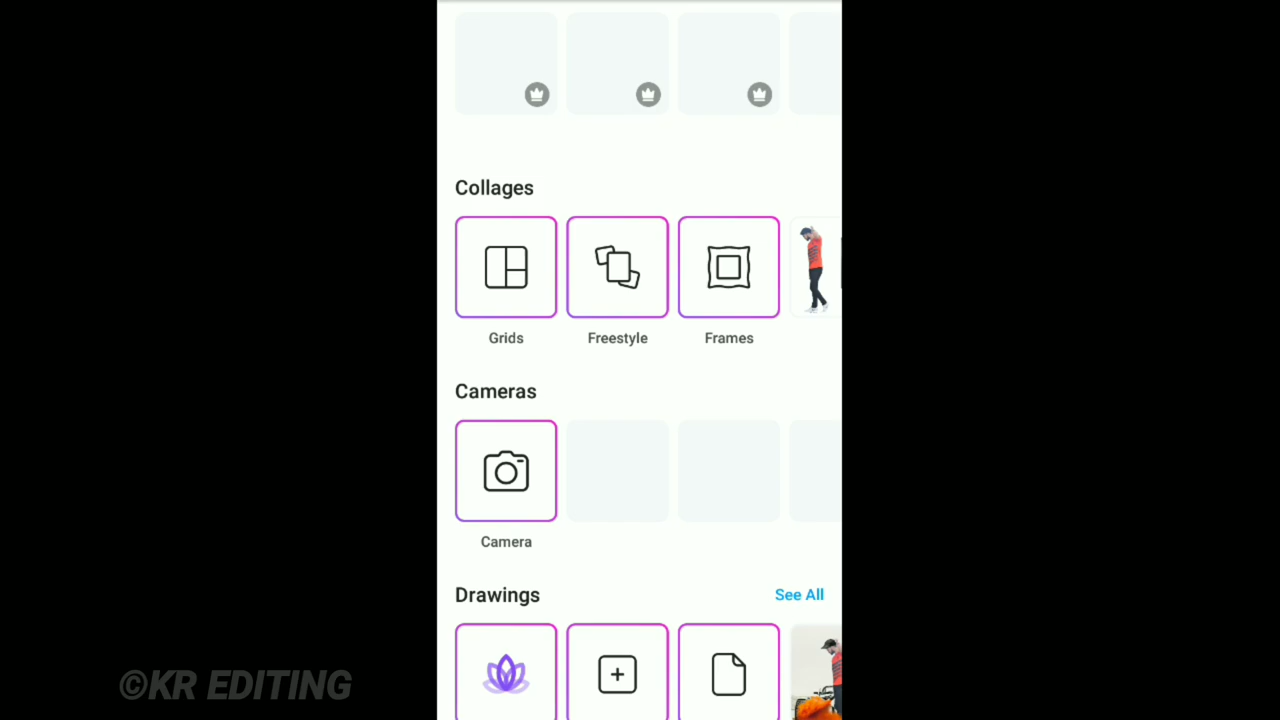 Collages
Grids Freestyle Frames
Cameras
Camera
Drawings See All
©KR EDITING